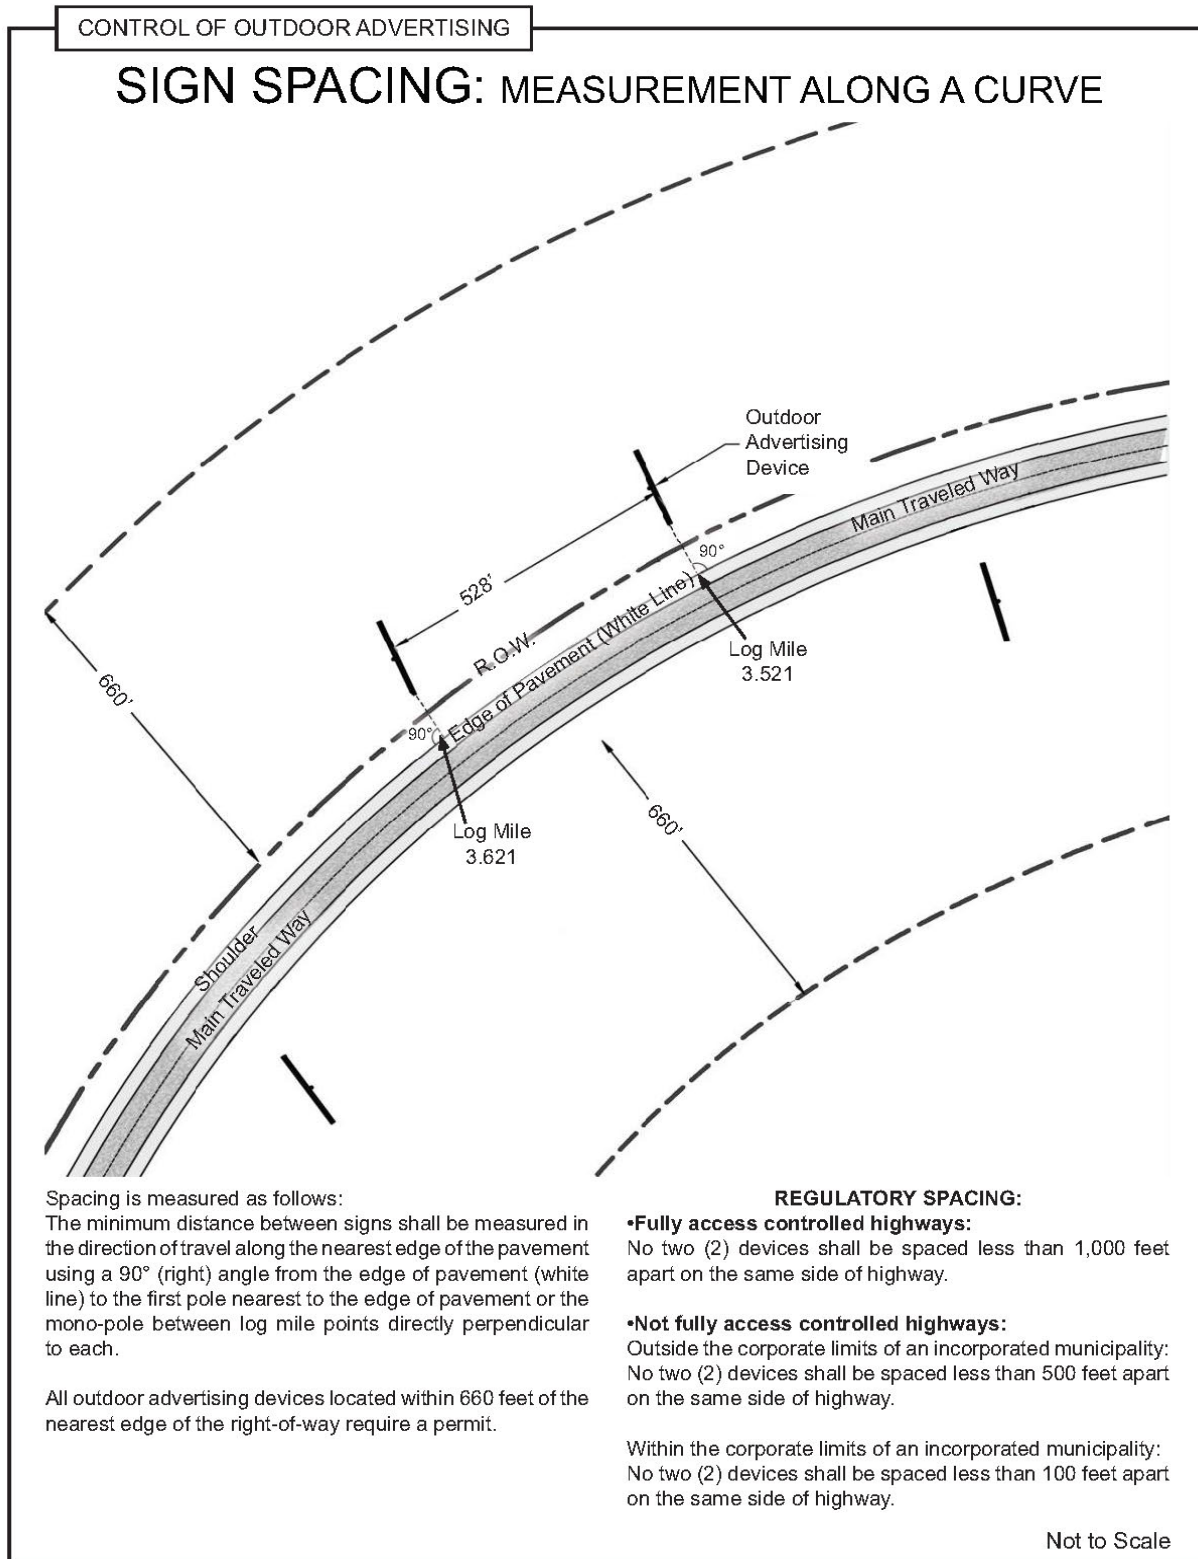 CONTROL OF OUTDOOR ADVERTISING
SIGN SPACING: MEASUREMENT ALONG A CURVE
Outdoor
Advertising
Device
Main Traveled Way
90°
528'
R.O.W.
Edge of Pavement (White Line)
Log Mile
3.521
660'
90°
Log Mile
3.621
660'
Shoulder
Main Traveled Way
Spacing is measured as follows:
The minimum distance between signs shall be measured in
the direction of travel along the nearest edge of the pavement
using a 90° (right) angle from the edge of pavement (white
line) to the first pole nearest to the edge of pavement or the
mono-pole between log mile points directly perpendicular
to each.
All outdoor advertising devices located within 660 feet of the
nearest edge of the right-of-way require a permit.
REGULATORY SPACING:
•Fully access controlled highways:
No two (2) devices shall be spaced less than 1,000 feet
apart on the same side of highway.
•Not fully access controlled highways:
Outside the corporate limits of an incorporated municipality:
No two (2) devices shall be spaced less than 500 feet apart
on the same side of highway.
Within the corporate limits of an incorporated municipality:
No two (2) devices shall be spaced less than 100 feet apart
on the same side of highway.
Not to Scale